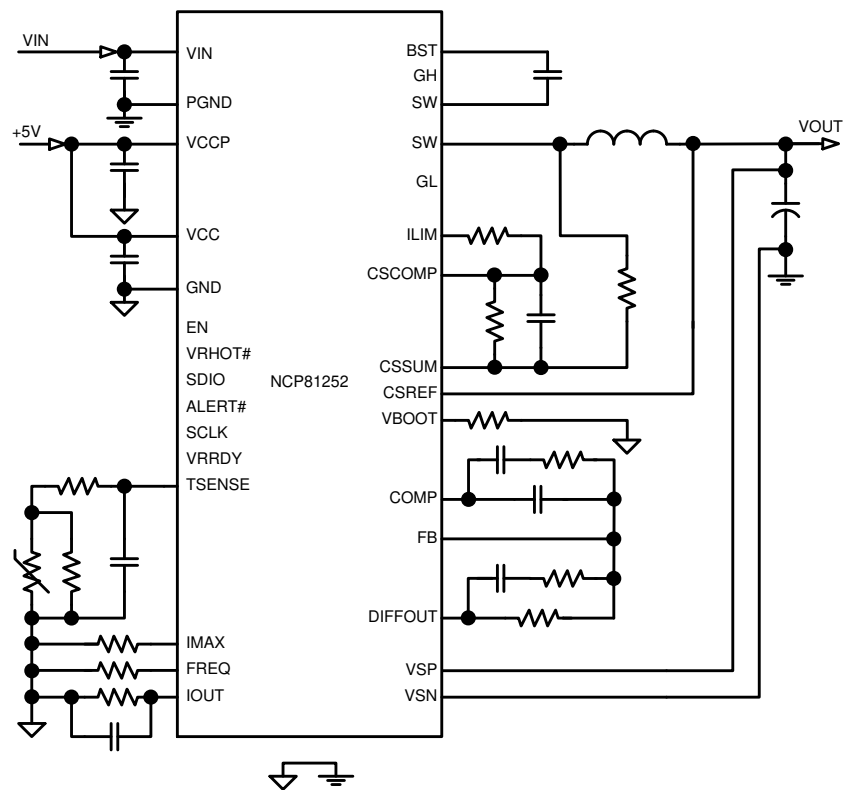 VIN
VIN
PGND
+5V
VCCP
VCC
GND
EN
VRHOT#
SDIO
ALERT#
SCLK
VRRDY
TSENSE
IMAX
FREQ
IOUT
NCP81252
BST
GH
SW
SW
GL
ILIM
CSCOMP
CSSUM
CSREF
VBOOT
COMP
FB
DIFFOUT
VSP
VSN
VOUT